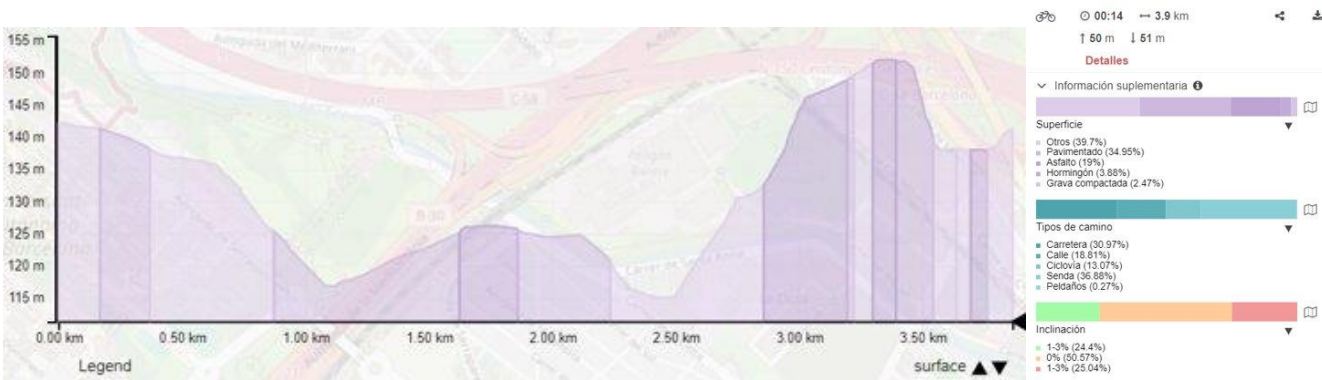 155 m
150 m
145 m
140 m
135 m
130 m
125 m
120 m
115 m
0.00 km 0.50 km 1.00 km 1.50 km 2.00 km 2.50 km 3.00 km 3.50 km
Legend surface ▲▼
C 58
B-30
00:14 3.9 km
↑ 50 m ↓ 51 m
Detalles
Información suplementaria
Superficie
Otros (39.7%)
Pavimentado (34.95%)
Asfalto (19%)
Hormingón (3.88%)
Grava compactada (2.47%)
Tipos de camino
Carretera (30.97%)
Calle (18.81%)
Ciclovía (13.07%)
Senda (36.88%)
Peldaños (0.27%)
Inclinación
1-3% (24.4%)
0% (50.57%)
1-3% (25.04%)